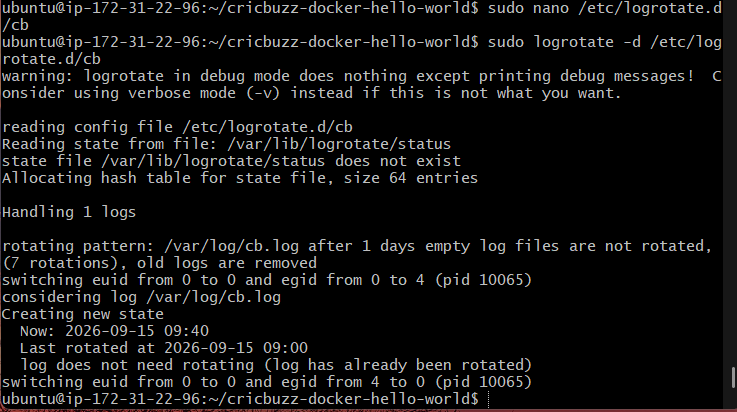 ubuntu@ip-172-31-22-96:~/cricbuzz-docker-hello-world$ sudo nano /etc/logrotate.d
/cb
ubuntu@ip-172-31-22-96:~/cricbuzz-docker-hello-world$ sudo logrotate -d /etc/log
rotate.d/cb
warning: logrotate in debug mode does nothing except printing debug messages!  C
onsider using verbose mode (-v) instead if this is not what you want.

reading config file /etc/logrotate.d/cb
Reading state from file: /var/lib/logrotate/status
state file /var/lib/logrotate/status does not exist
Allocating hash table for state file, size 64 entries

Handling 1 logs

rotating pattern: /var/log/cb.log after 1 days empty log files are not rotated,
(7 rotations), old logs are removed
switching euid from 0 to 0 and egid from 0 to 4 (pid 10065)
considering log /var/log/cb.log
Creating new state
  Now: 2026-09-15 09:40
  Last rotated at 2026-09-15 09:00
  log does not need rotating (log has already been rotated)
switching euid from 0 to 0 and egid from 4 to 0 (pid 10065)
ubuntu@ip-172-31-22-96:~/cricbuzz-docker-hello-world$